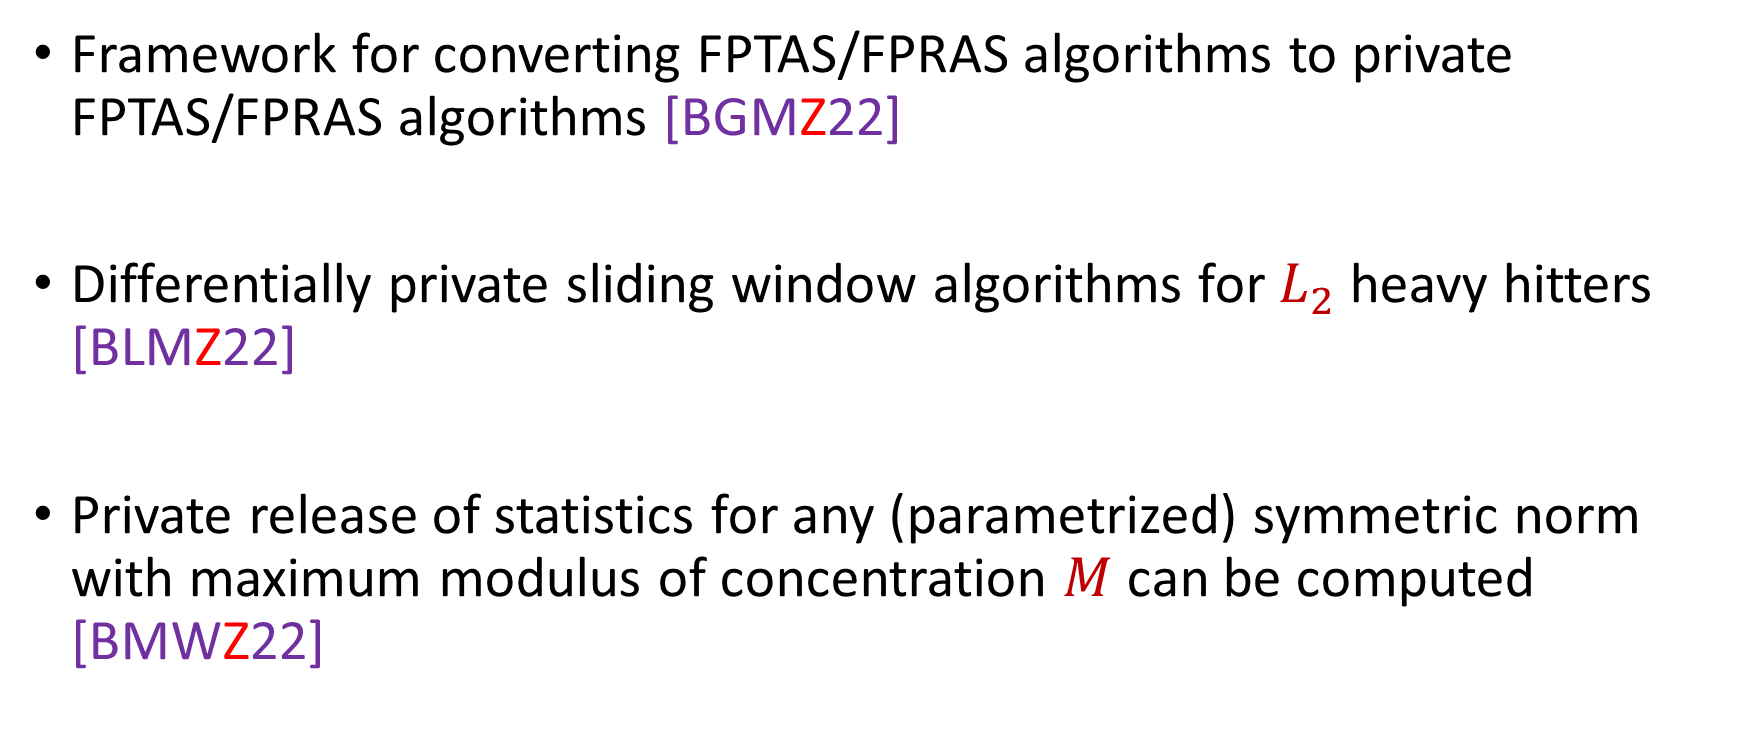 • Framework for converting FPTAS/FPRAS algorithms to private
FPTAS/FPRAS algorithms [BGMZ22]
• Differentially private sliding window algorithms for L₂ heavy hitters
[BLMZ22]
• Private release of statistics for any (parametrized) symmetric norm
with maximum modulus of concentration M can be computed
[BMWZ22]